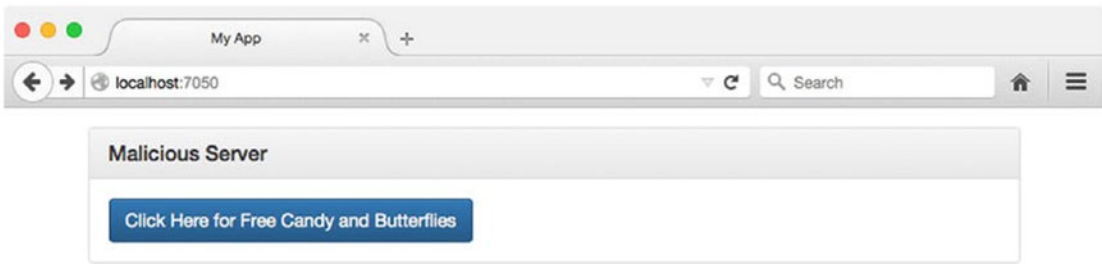 My App
localhost:7050
Search
Malicious Server
Click Here for Free Candy and Butterflies